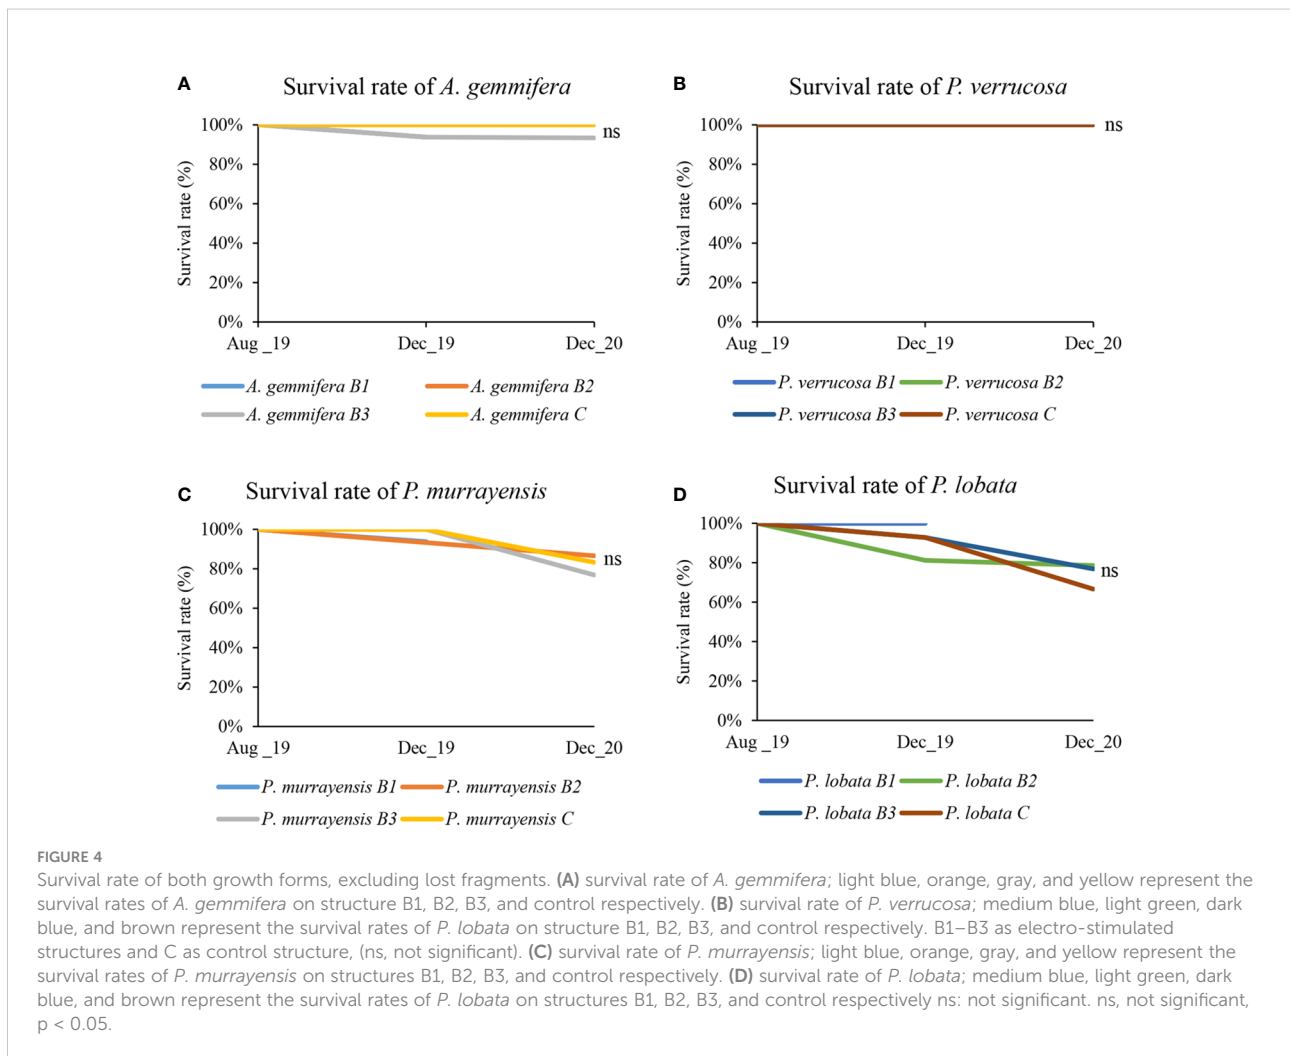 A
Survival rate of A. gemmifera
100%
80%
60%
40%
20%
0%
Survival rate (%)
ns
Aug _19
Dec_19
Dec_20
A. gemmifera B1
A. gemmifera B2
A. gemmifera B3
A. gemmifera C
B
Survival rate of P. verrucosa
100%
80%
60%
40%
20%
0%
Survival rate (%)
ns
Aug _19
Dec_19
Dec_20
P. verrucosa B1
P. verrucosa B2
P. verrucosa B3
P. verrucosa C
C
Survival rate of P. murrayensis
100%
80%
60%
40%
20%
0%
Survival rate (%)
ns
Aug _19
Dec_19
Dec_20
P. murrayensis B1
P. murrayensis B2
P. murrayensis B3
P. murrayensis C
D
Survival rate of P. lobata
100%
80%
60%
40%
20%
0%
Survival rate (%)
ns
Aug _19
Dec_19
Dec_20
P. lobata B1
P. lobata B2
P. lobata B3
P. lobata C
FIGURE 4
Survival rate of both growth forms, excluding lost fragments. (A) survival rate of A. gemmifera; light blue, orange, gray, and yellow represent the
survival rates of A. gemmifera on structure B1, B2, B3, and control respectively. (B) survival rate of P. verrucosa; medium blue, light green, dark
blue, and brown represent the survival rates of P. lobata on structure B1, B2, B3, and control respectively. B1–B3 as electro-stimulated
structures and C as control structure, (ns, not significant). (C) survival rate of P. murrayensis; light blue, orange, gray, and yellow represent the
survival rates of P. murrayensis on structures B1, B2, B3, and control respectively. (D) survival rate of P. lobata; medium blue, light green, dark
blue, and brown represent the survival rates of P. lobata on structures B1, B2, B3, and control respectively ns: not significant. ns, not significant,
p < 0.05.